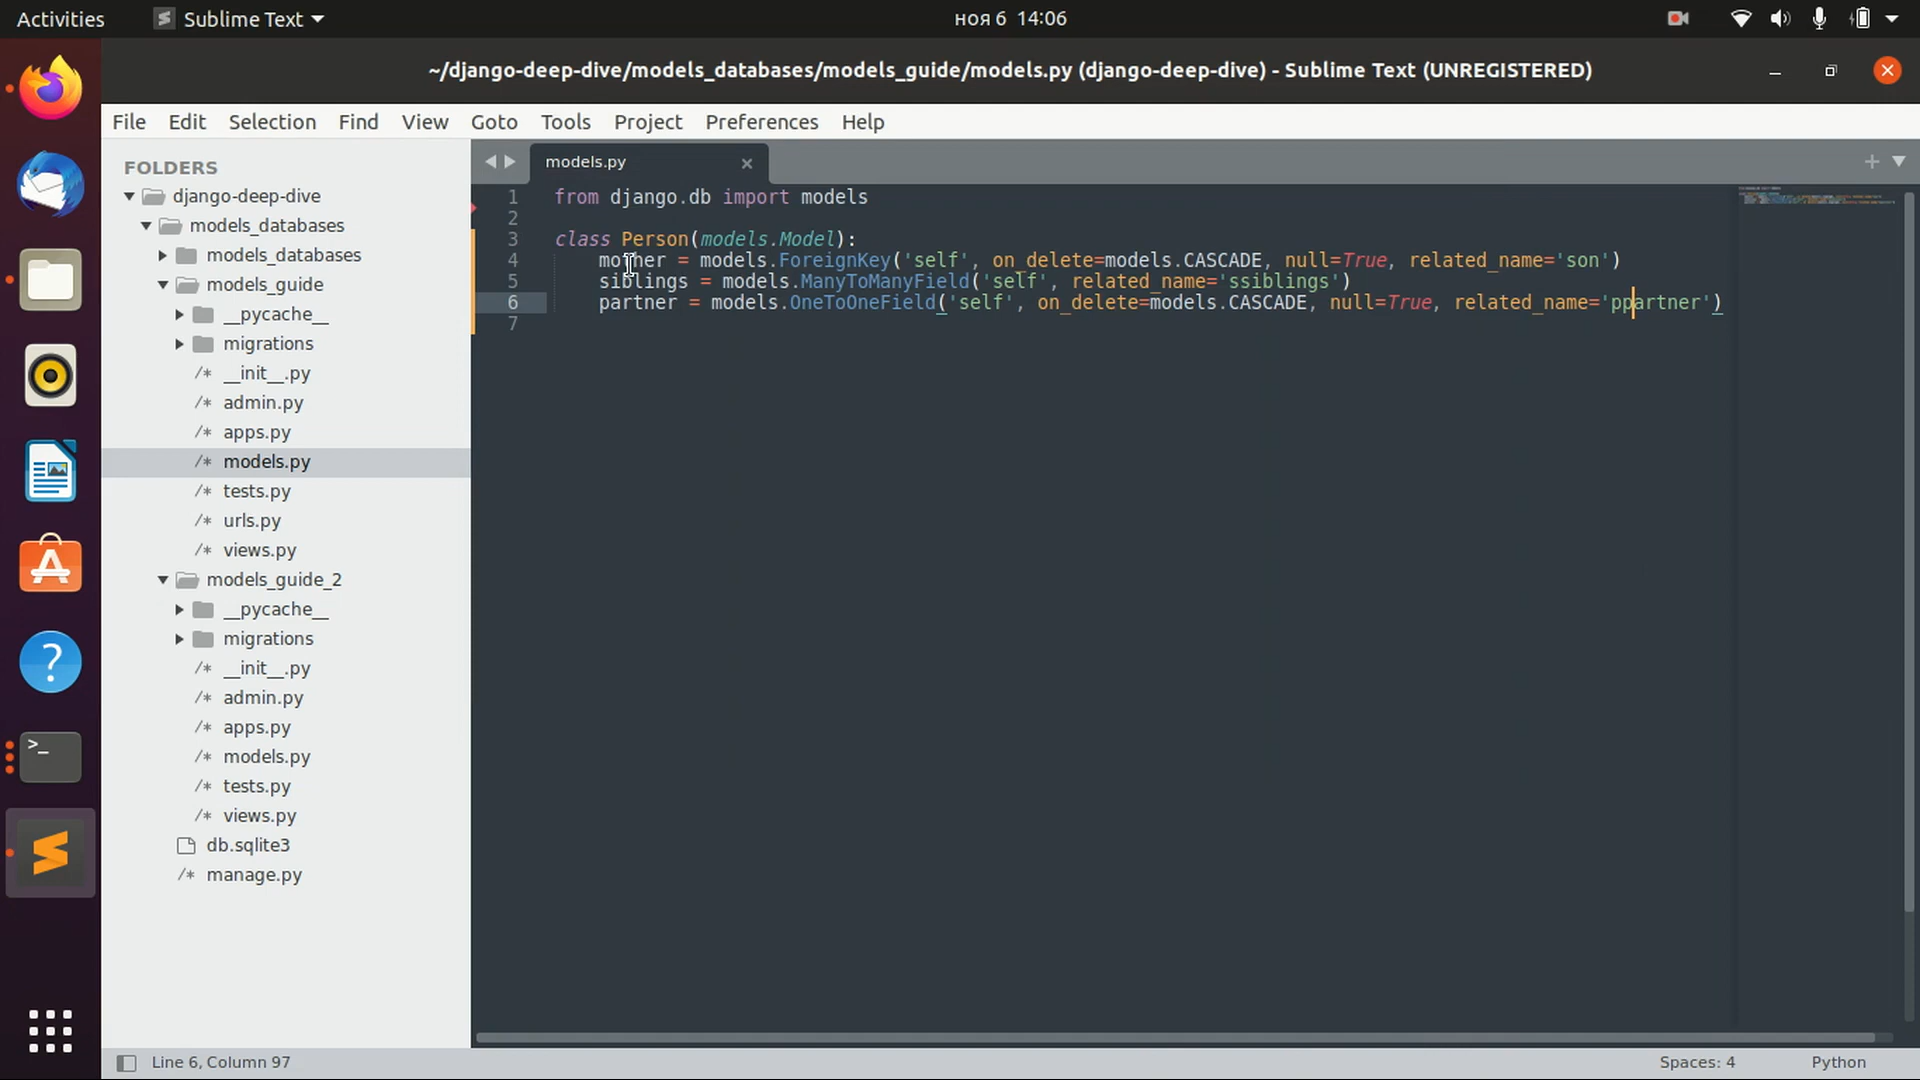 Activities
Sublime Text
ноя 6 14:06
~/django-deep-dive/models_databases/models_guide/models.py (django-deep-dive) - Sublime Text (UNREGISTERED)
File Edit Selection Find View Goto Tools Project Preferences Help
FOLDERS
django-deep-dive
models_databases
models_databases
models_guide
__pycache__
migrations
/* __init__.py
/* admin.py
/* apps.py
/* models.py
/* tests.py
/* urls.py
/* views.py
models_guide_2
__pycache__
migrations
/* __init__.py
/* admin.py
/* apps.py
/* models.py
/* tests.py
/* views.py
db.sqlite3
/* manage.py
models.py
1 from django.db import models
2
3 class Person(models.Model):
4 mother = models.ForeignKey('self', on_delete=models.CASCADE, null=True, related_name='son')
5 siblings = models.ManyToManyField('self', related_name='ssiblings')
6 partner = models.OneToOneField('self', on_delete=models.CASCADE, null=True, related_name='ppartner')
7
Line 6, Column 97
Spaces: 4
Python